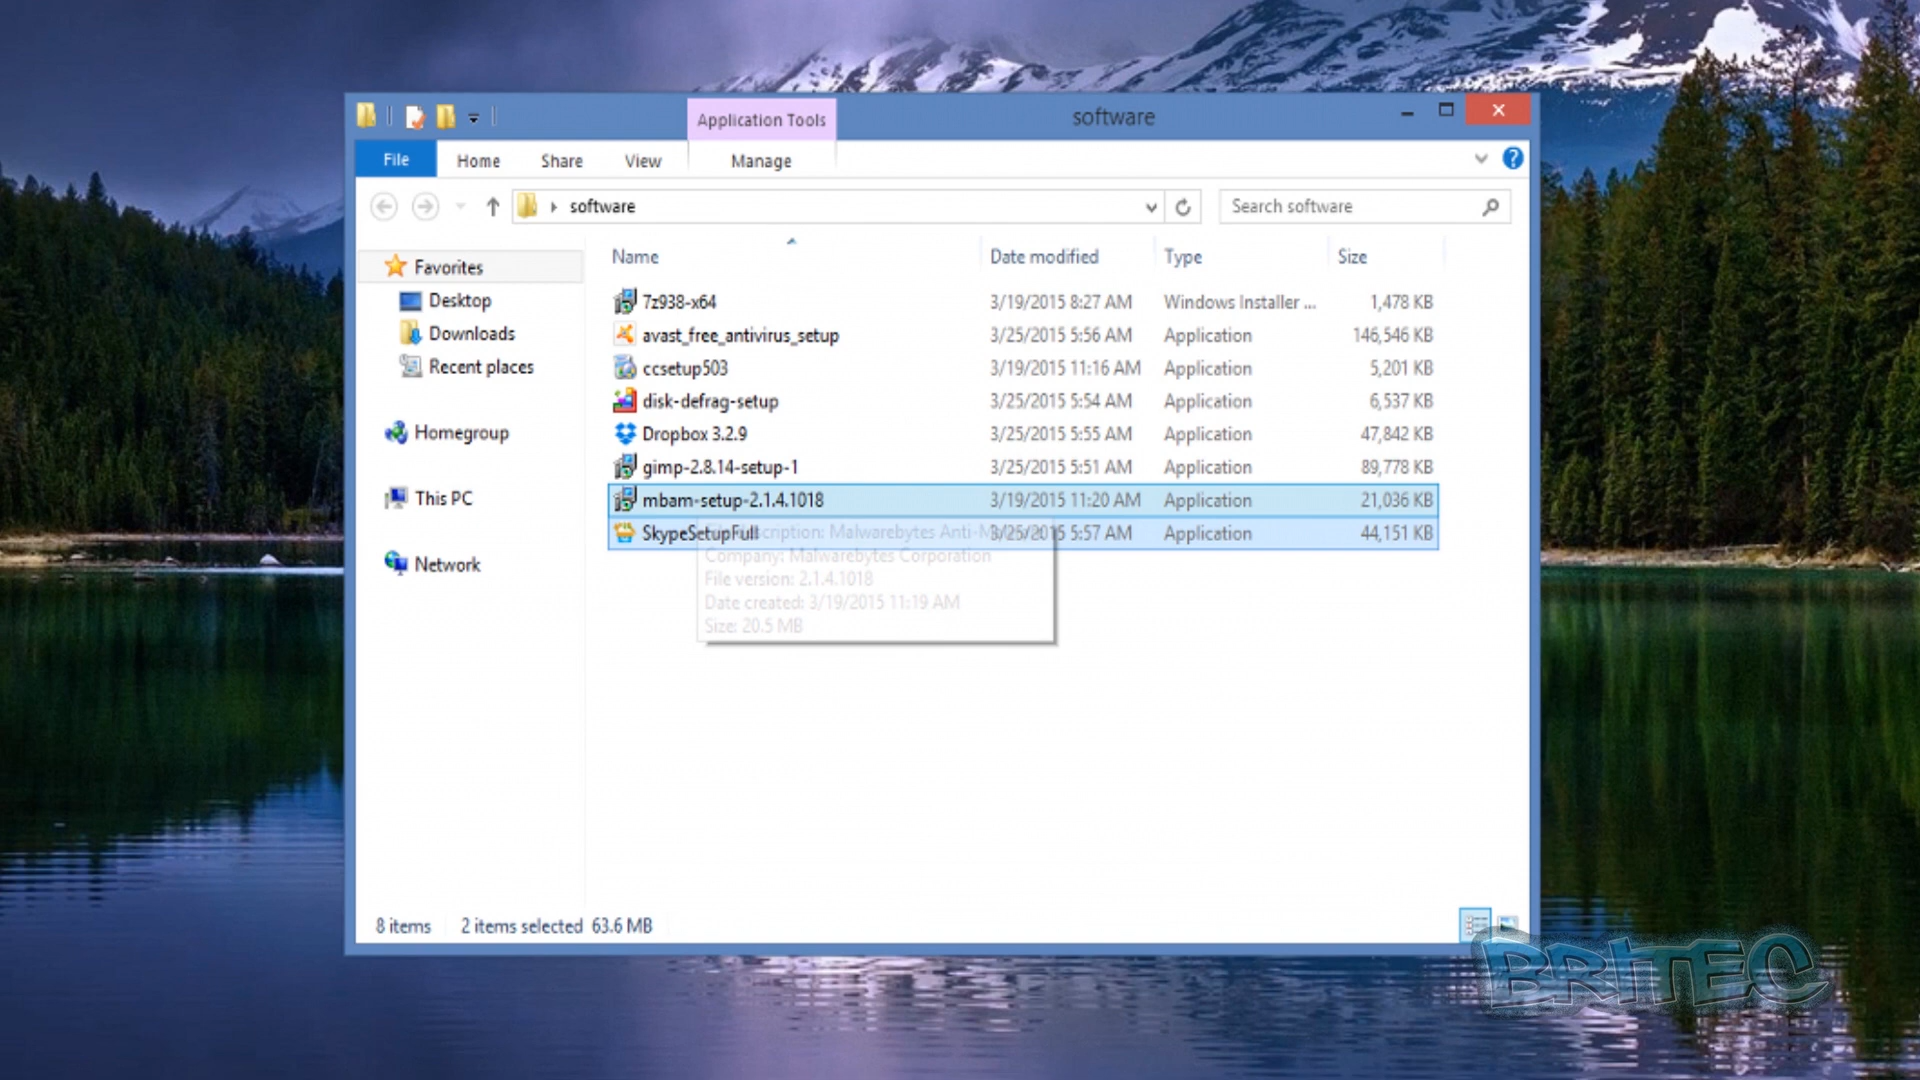 Application Tools
software
File Home Share View Manage
software
Search software
Name Date modified Type Size
Favorites
Desktop
Downloads
Recent places
Homegroup
This PC
Network
7z938-x64 3/19/2015 8:27 AM Windows Installer ... 1,478 KB
avast_free_antivirus_setup 3/25/2015 5:56 AM Application 146,546 KB
ccsetup503 3/19/2015 11:16 AM Application 5,201 KB
disk-defrag-setup 3/25/2015 5:54 AM Application 6,537 KB
Dropbox 3.2.9 3/25/2015 5:55 AM Application 47,842 KB
gimp-2.8.14-setup-1 3/25/2015 5:51 AM Application 89,778 KB
mbam-setup-2.1.4.1018 3/19/2015 11:20 AM Application 21,036 KB
SkypeSetupFull 3/25/2015 5:57 AM Application 44,151 KB
Malwarebytes
Company: Malwarebytes Corporation
File version: 2.1.4.1018
Date created: 3/19/2015 11:19 AM
Size: 20.5 MB
8 items 2 items selected 63.6 MB
BRITEC